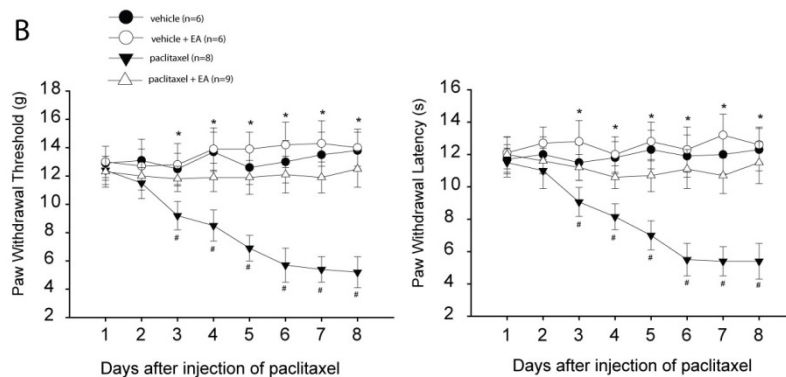 B
vehicle (n=6)
vehicle + EA (n=6)
paclitaxel (n=8)
paclitaxel + EA (n=9)
Paw Withdrawal Threshold (g)
18
16
14
12
10
8
6
4
2
* * * * * *
# # # # # #
1 2 3 4 5 6 7 8
Days after injection of paclitaxel
Paw Withdrawal Latency (s)
16
14
12
10
8
6
4
2
* * * * * *
# # # # # #
1 2 3 4 5 6 7 8
Days after injection of paclitaxel